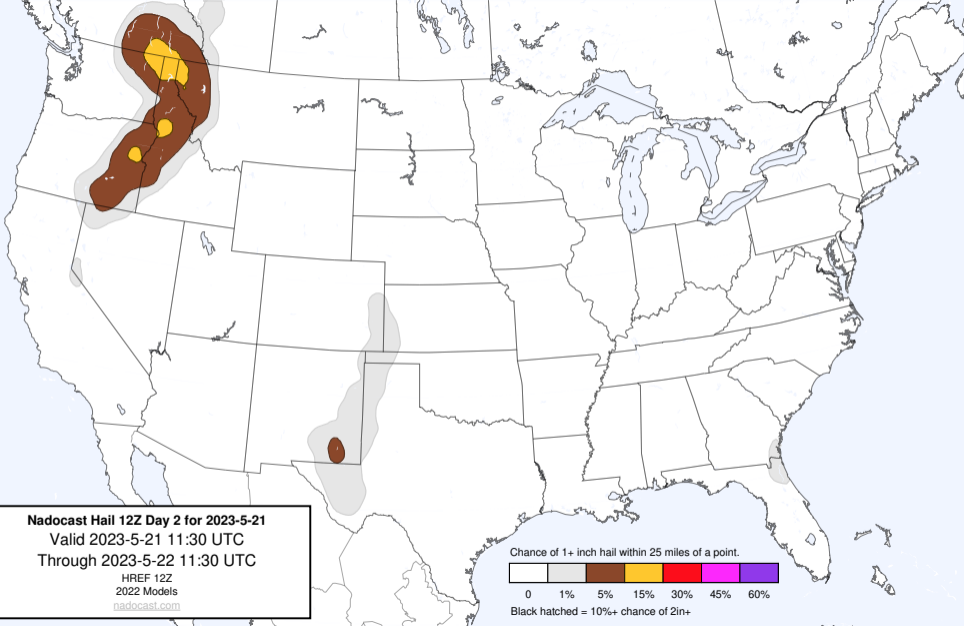 Nadocast Hail 12Z Day 2 for 2023-5-21
Valid 2023-5-21 11:30 UTC
Through 2023-5-22 11:30 UTC
HREF 12Z
2022 Models
nadocast.com
Chance of 1+ inch hail within 25 miles of a point.
0 1% 5% 15% 30% 45% 60%
Black hatched = 10%+ chance of 2in+